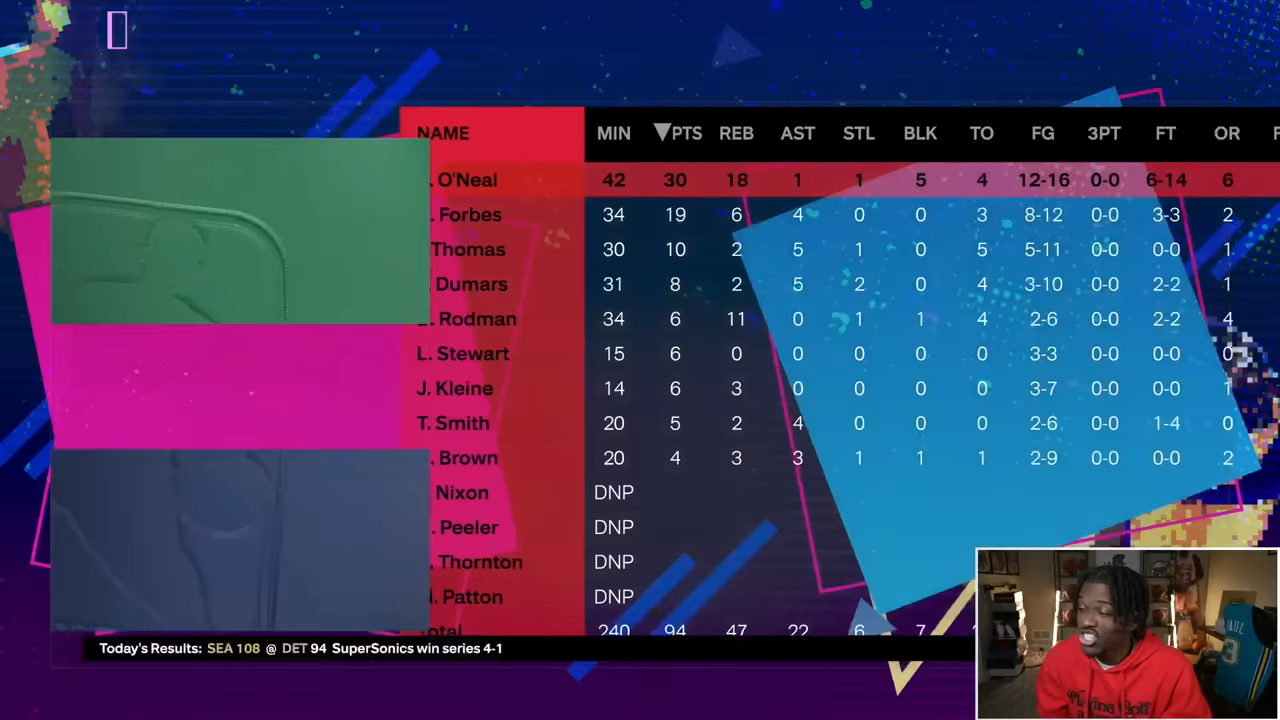 NAME MIN ▼PTS REB AST STL BLK TO FG 3PT FT OR
. O'Neal 42 30 18 1 1 5 4 12-16 0-0 6-14 6
. Forbes 34 19 6 4 0 0 3 8-12 0-0 3-3 2
Thomas 30 10 2 5 1 0 5 5-11 0-0 0-0 1
Dumars 31 8 2 5 2 0 4 3-10 0-0 2-2 1
. Rodman 34 6 11 0 1 1 4 2-6 0-0 2-2 4
L. Stewart 15 6 0 0 0 0 0 3-3 0-0 0-0 0
J. Kleine 14 6 3 0 0 0 0 3-7 0-0 0-0 1
T. Smith 20 5 2 4 0 0 0 2-6 0-0 1-4 0
. Brown 20 4 3 3 1 1 1 2-9 0-0 0-0 2
Nixon DNP
. Peeler DNP
. Thornton DNP
. Patton DNP
otal 240 94 47 22 6 7
Today's Results: SEA 108 @ DET 94 SuperSonics win series 4-1